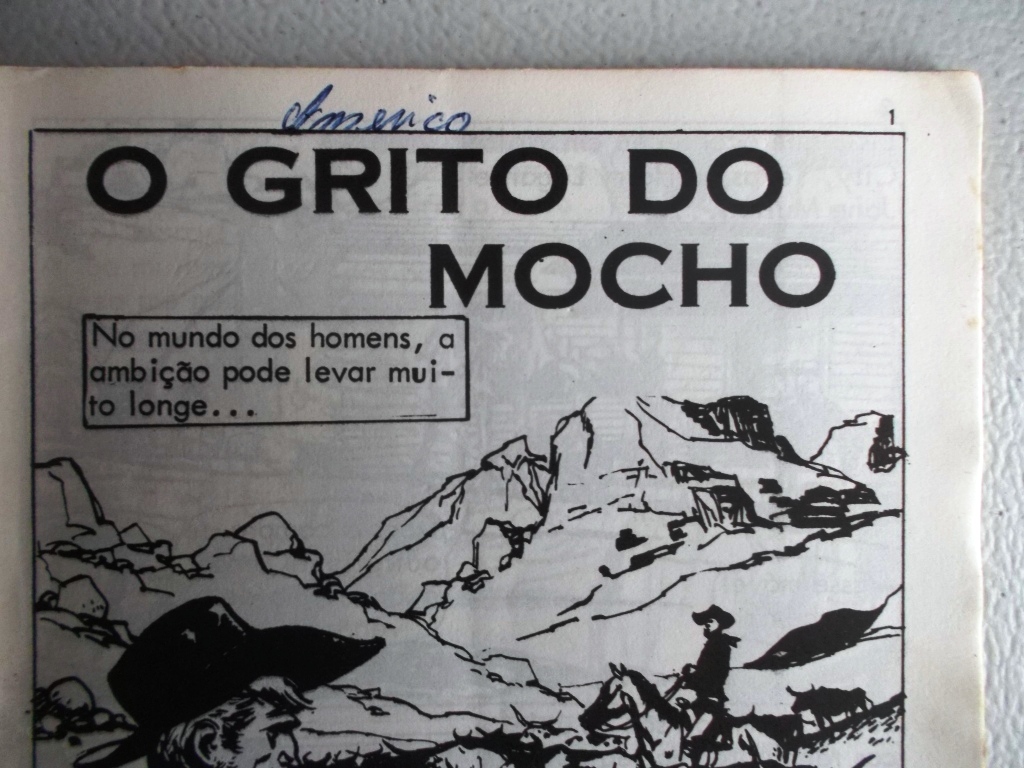 Americo
1
O GRITO DO
MOCHO
No mundo dos homens, a
ambição pode levar mui-
to longe...